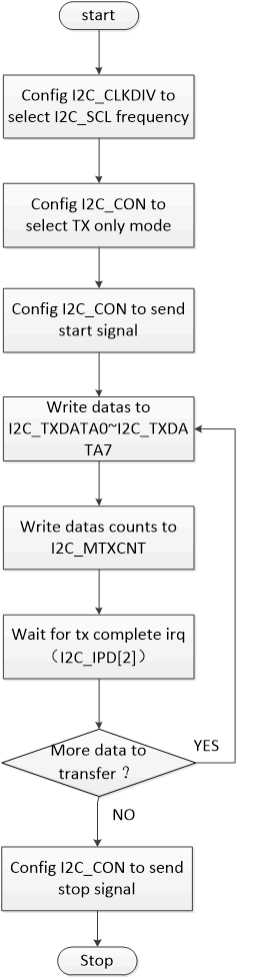 start
Config I2C_CLKDIV to
select I2C_SCL frequency
Config I2C_CON to
select TX only mode
Config I2C_CON to send
start signal
Write datas to
I2C_TXDATA0~I2C_TXDA
TA7
Write datas counts to
I2C_MTXCNT
Wait for tx complete irq
（I2C_IPD[2]）
More data to
transfer ？
YES
NO
Config I2C_CON to send
stop signal
Stop